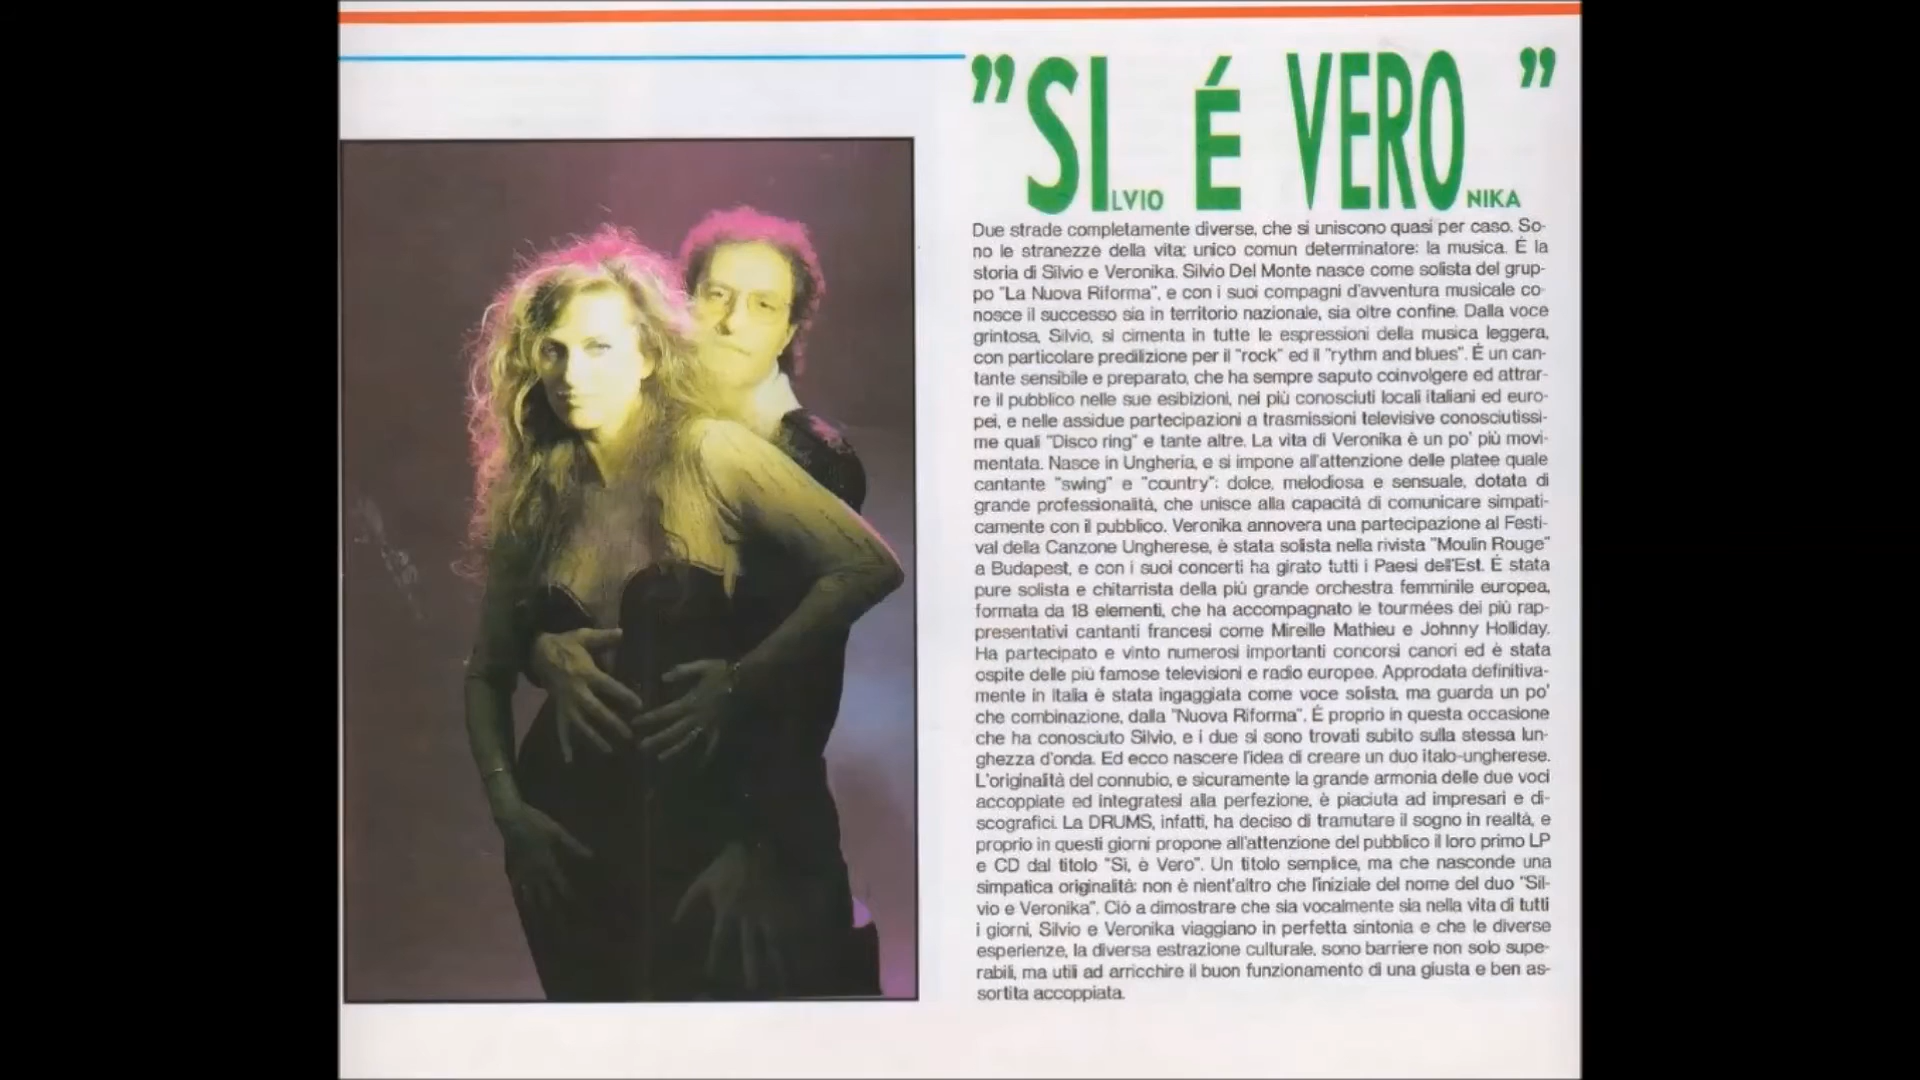 ”SILVIO É VERONIKA”
Due strade completamente diverse, che si uniscono quasi per caso. So-
no le stranezze della vita; unico comun determinatore: la musica. È la
storia di Silvio e Veronika. Silvio Del Monte nasce come solista del grup-
po "La Nuova Riforma", e con i suoi compagni d'avventura musicale co-
nosce il successo sia in territorio nazionale, sia oltre confine. Dalla voce
grintosa, Silvio, si cimenta in tutte le espressioni della musica leggera,
con particolare predilizione per il "rock" ed il "rythm and blues". È un can-
tante sensibile e preparato, che ha sempre saputo coinvolgere ed attrar-
re il pubblico nelle sue esibizioni, nei più conosciuti locali italiani ed euro-
pei, e nelle assidue partecipazioni a trasmissioni televisive conosciutissi-
me quali "Disco ring" e tante altre. La vita di Veronika è un po' più movi-
mentata. Nasce in Ungheria, e si impone all'attenzione delle platee quale
cantante "swing" e "country": dolce, melodiosa e sensuale, dotata di
grande professionalità, che unisce alla capacità di comunicare simpati-
camente con il pubblico. Veronika annovera una partecipazione al Festi-
val della Canzone Ungherese, è stata solista nella rivista "Moulin Rouge"
a Budapest, e con i suoi concerti ha girato tutti i Paesi dell'Est. È stata
pure solista e chitarrista della più grande orchestra femminile europea,
formata da 18 elementi, che ha accompagnato le tourmées dei più rap-
presentativi cantanti francesi come Mireille Mathieu e Johnny Holliday.
Ha partecipato e vinto numerosi importanti concorsi canori ed è stata
ospite delle più famose televisioni e radio europee. Approdata definitiva-
mente in Italia è stata ingaggiata come voce solista, ma guarda un po'
che combinazione, dalla "Nuova Riforma". È proprio in questa occasione
che ha conosciuto Silvio, e i due si sono trovati subito sulla stessa lun-
ghezza d'onda. Ed ecco nascere l'idea di creare un duo italo-ungherese.
L'originalità del connubio, e sicuramente la grande armonia delle due voci
accoppiate ed integratesi alla perfezione, è piaciuta ad impresari e di-
scografici. La DRUMS, infatti, ha deciso di tramutare il sogno in realtà, e
proprio in questi giorni propone all'attenzione del pubblico il loro primo LP
e CD dal titolo "Sì, è Vero". Un titolo semplice, ma che nasconde una
simpatica originalità: non è nient'altro che l'iniziale del nome del duo "Sil-
vio e Veronika". Ciò a dimostrare che sia vocalmente sia nella vita di tutti
i giorni, Silvio e Veronika viaggiano in perfetta sintonia e che le diverse
esperienze, la diversa estrazione culturale, sono barriere non solo supe-
rabili, ma utili ad arricchire il buon funzionamento di una giusta e ben as-
sortita accoppiata.